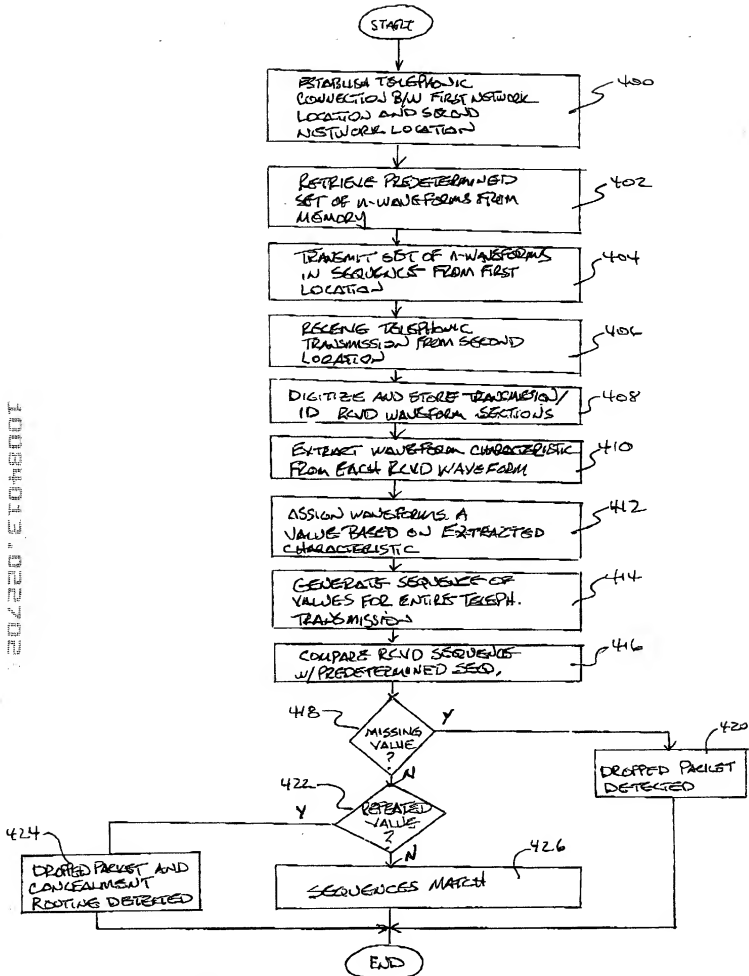 START
ESTABLISH TELEPHONIC
CONNECTION B/W FIRST NETWORK
LOCATION AND SECOND
NETWORK LOCATION
400
RETRIEVE PREDETERMINED
SET OF N-WAVEFORMS FROM
MEMORY
402
TRANSMIT SET OF N-WAVEFORMS
IN SEQUENCE FROM FIRST
LOCATION
404
RECEIVE TELEPHONIC
TRANSMISSION FROM SECOND
LOCATION
406
DIGITIZE AND STORE TRANSMISSION/
ID RCVD WAVEFORM SECTIONS
408
EXTRACT WAVEFORM CHARACTERISTIC
FROM EACH RCVD WAVEFORM
410
ASSIGN WAVEFORMS A
VALUE BASED ON EXTRACTED
CHARACTERISTIC
412
GENERATE SEQUENCE OF
VALUES FOR ENTIRE TELEPH.
TRANSMISSION
414
COMPARE RCVD SEQUENCE
W/PREDETERMINED SEQ.
416
418
MISSING
VALUE
?
Y
N
420
DROPPED PACKET
DETECTED
422
REPEATED
VALUE
?
Y
N
424
DROPPED PACKET AND
CONCEALMENT
ROUTING DETECTED
426
SEQUENCES MATCH
END
10084013.022702